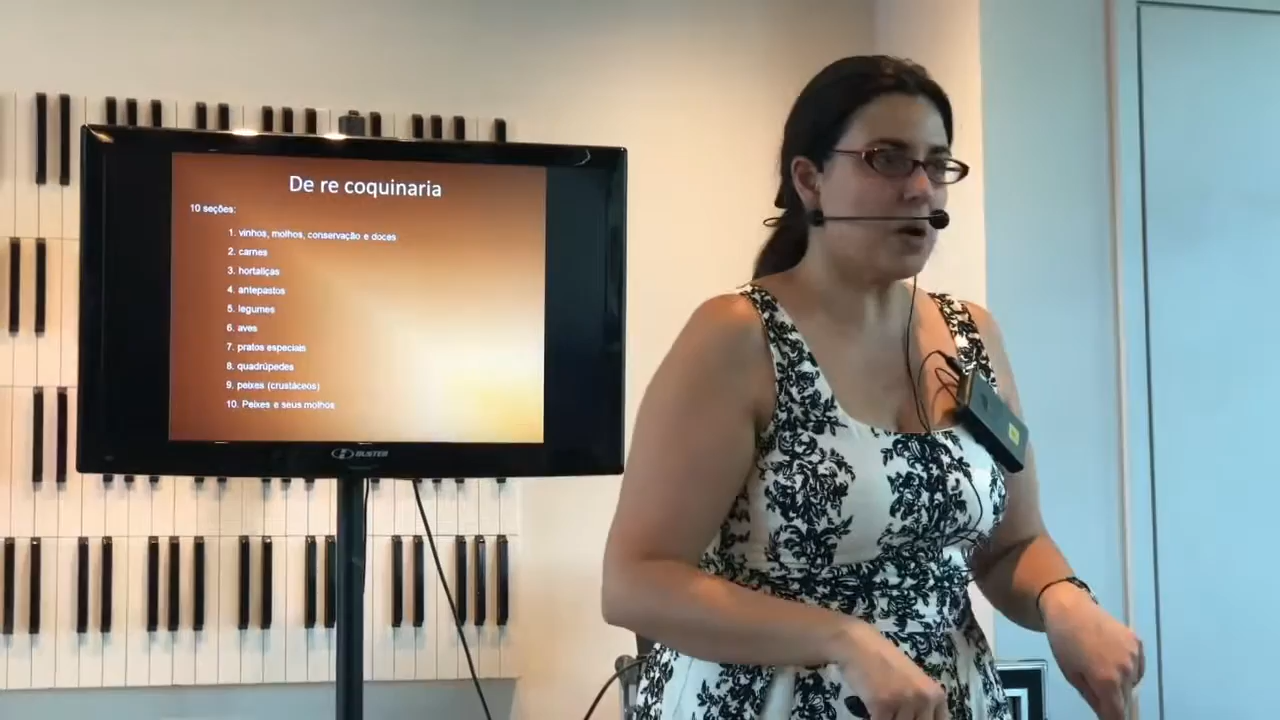 De re coquinaria
10 seções:
1. vinhos, molhos, conservação e doces
2. carnes
3. hortaliças
4. antepastos
5. legumes
6. aves
7. pratos especiais
8. quadrúpedes
9. peixes (crustáceos)
10. Peixes e seus molhos
H-BUSTER